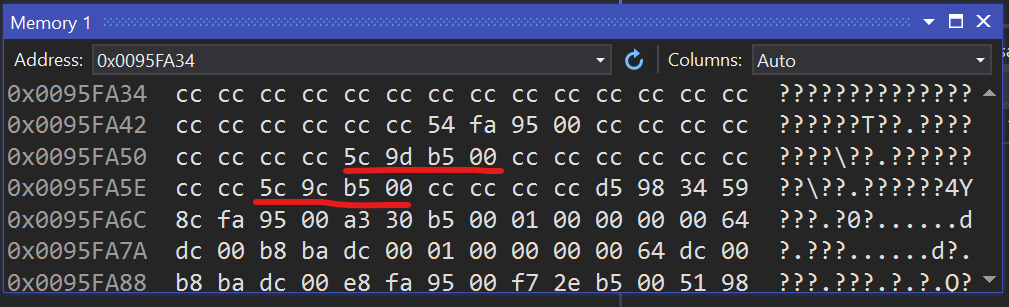 Memory 1
Address: 0x0095FA34 Columns: Auto
0x0095FA34 cc cc cc cc cc cc cc cc cc cc cc cc cc cc ??????????????
0x0095FA42 cc cc cc cc cc cc 54 fa 95 00 cc cc cc cc ??????T??.????
0x0095FA50 cc cc cc cc 5c 9d b5 00 cc cc cc cc cc cc ????\??.??????
0x0095FA5E cc cc 5c 9c b5 00 cc cc cc cc d5 98 34 59 ??\??.??????4Y
0x0095FA6C 8c fa 95 00 a3 30 b5 00 01 00 00 00 00 64 ???.?0?......d
0x0095FA7A dc 00 b8 ba dc 00 01 00 00 00 00 64 dc 00 ?.???......d?.
0x0095FA88 b8 ba dc 00 e8 fa 95 00 f7 2e b5 00 51 98 ???.???.?.?.Q?